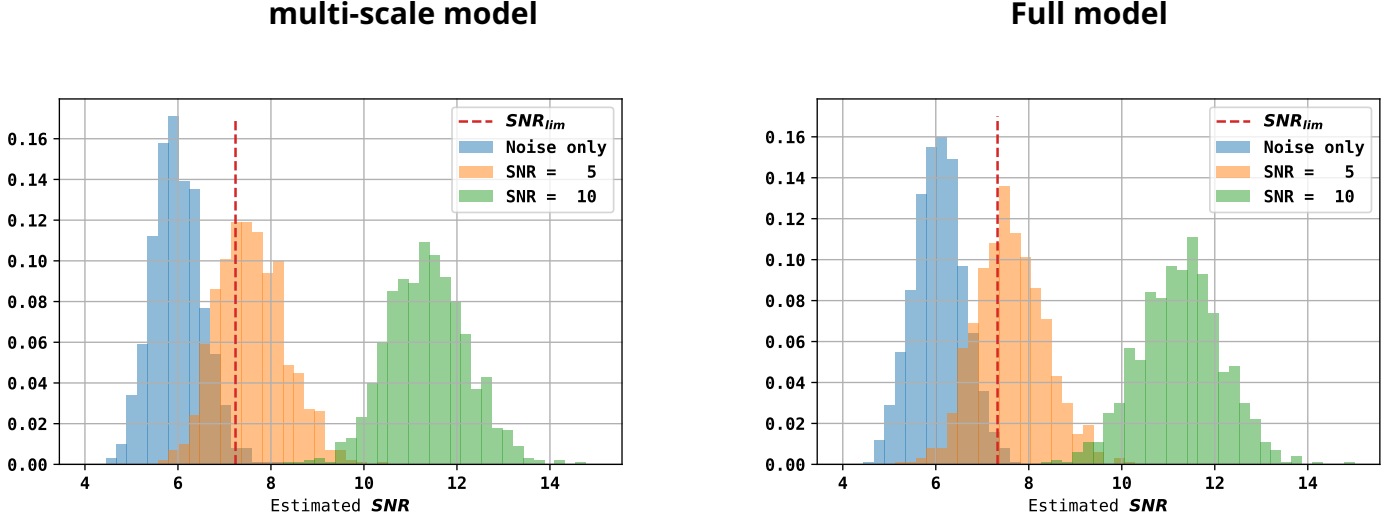 multi-scale model
Full model
SNR_lim
Noise only
SNR = 5
SNR = 10
0.16
0.14
0.12
0.10
0.08
0.06
0.04
0.02
0.00
4 6 8 10 12 14
Estimated SNR
SNR_lim
Noise only
SNR = 5
SNR = 10
0.16
0.14
0.12
0.10
0.08
0.06
0.04
0.02
0.00
4 6 8 10 12 14
Estimated SNR